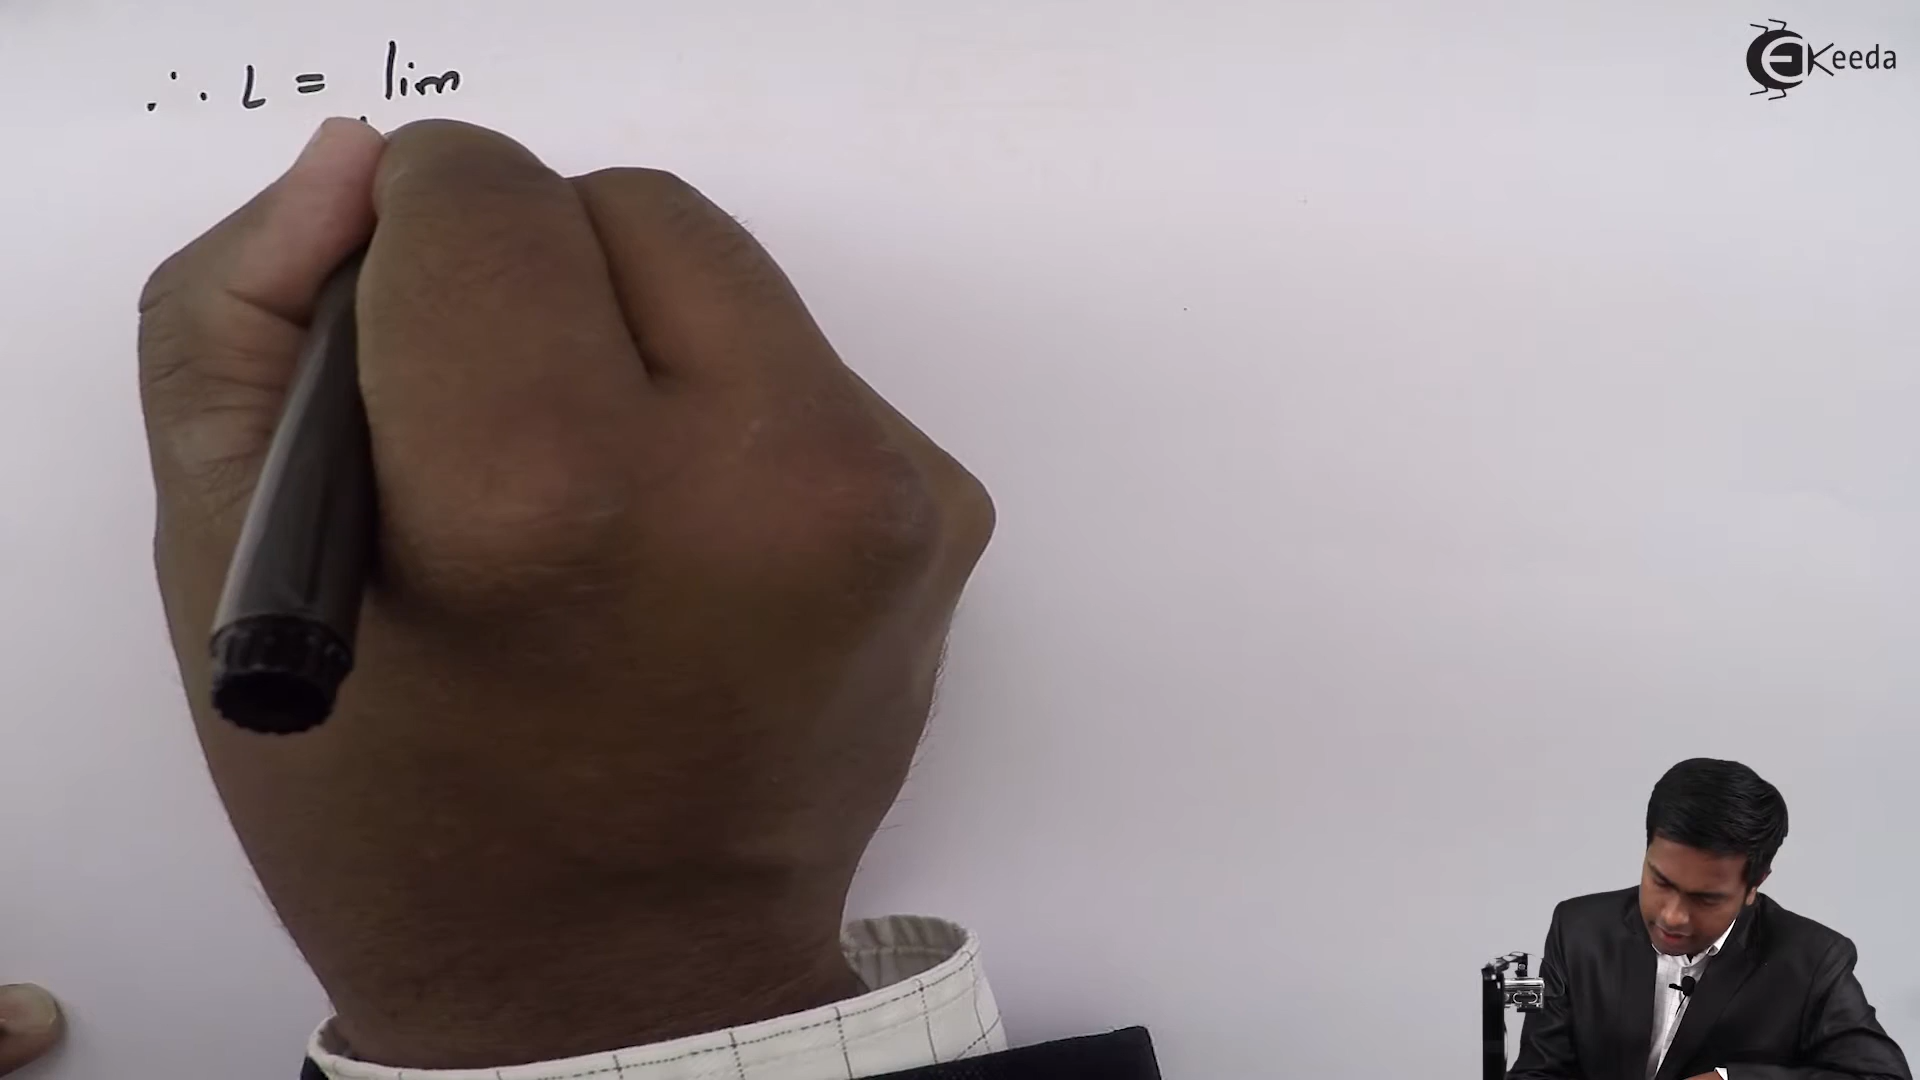 ∴ L = lim
EKeeda